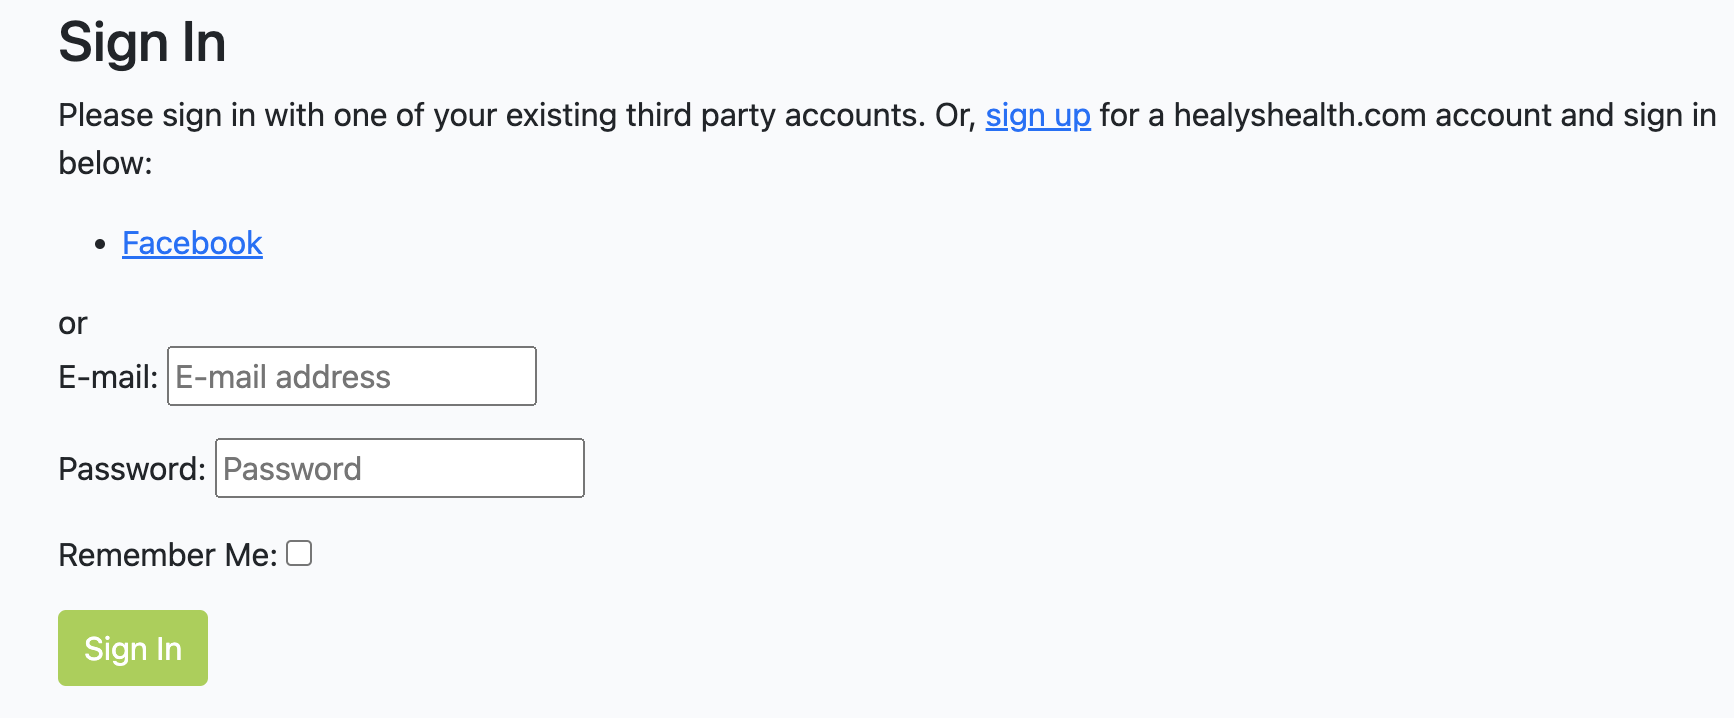 Sign In
Please sign in with one of your existing third party accounts. Or, sign up for a healyshealth.com account and sign in
below:
Facebook
or
E-mail: E-mail address
Password: Password
Remember Me:
Sign In